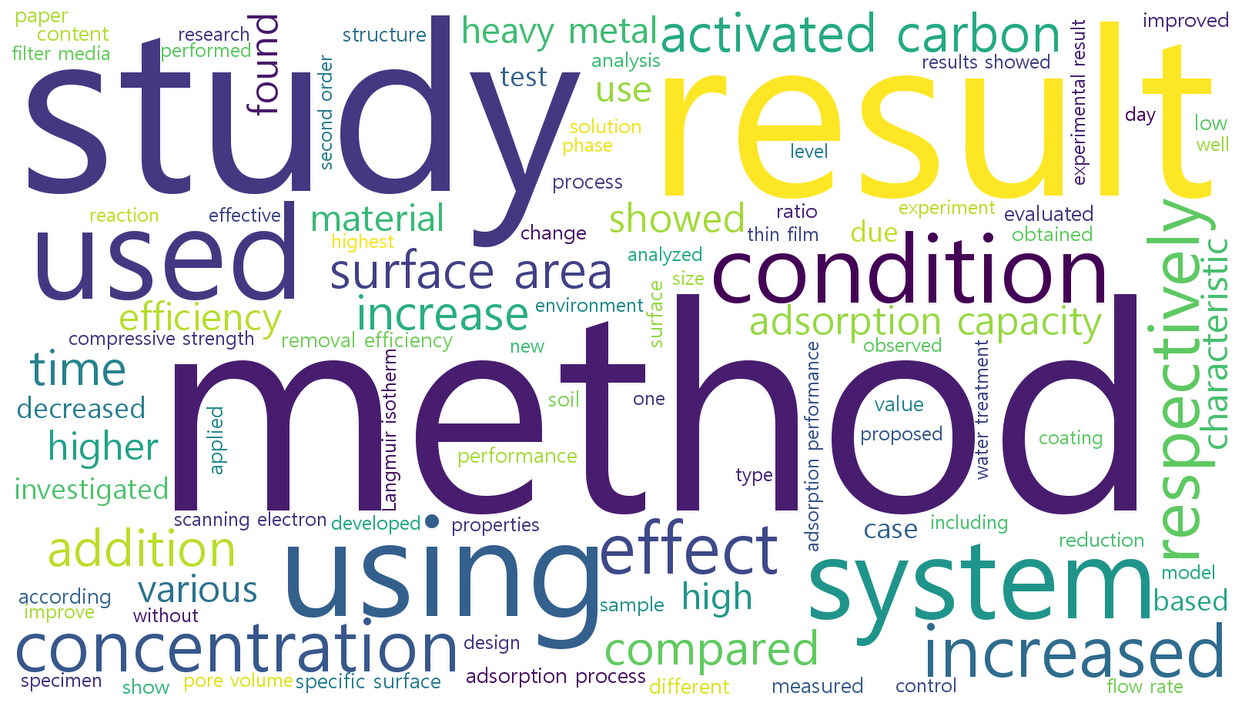 paper
content
filter media
research
performed
found
structure
second order
study
heavy metal
analysis
test
use
solution
phase
process
activated carbon
results showed
result
level
experimental result
improved
day
low
well
reaction
effective
used
material
highest
surface area
change
showed
ratio
thin film
due
experiment
evaluated
obtained
analyzed
size
surface
condition
respectively
characteristic
efficiency
increase
environment
compressive strength
removal efficiency
new
adsorption capacity
observed
time
decreased
higher
investigated
applied
Langmuir isotherm
method
soil
one
performance
type
adsorption performance
value
proposed
water treatment
coating
scanning electron
developed
properties
addition
using
effect
case
including
reduction
according
improve
various
without
sample
high
system
model
based
concentration
design
compared
increased
specimen
show
pore volume
specific surface
adsorption process
different
measured
control
flow rate